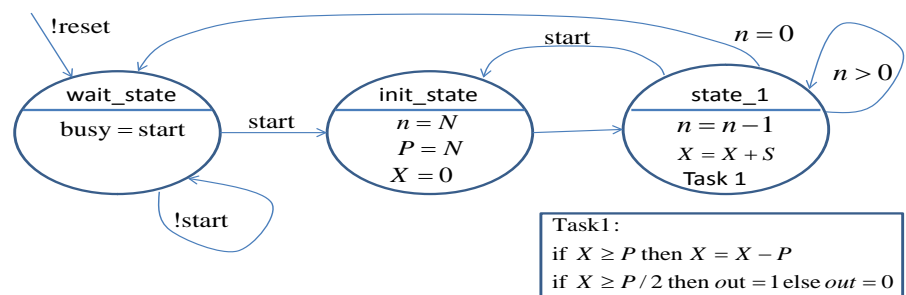 !reset
start
n = 0
n > 0
wait_state
busy = start
start
!start
init_state
n = N
P = N
X = 0
state_1
n = n − 1
X = X + S
Task 1
Task1:
if X ≥ P then X = X − P
if X ≥ P / 2 then out = 1 else out = 0